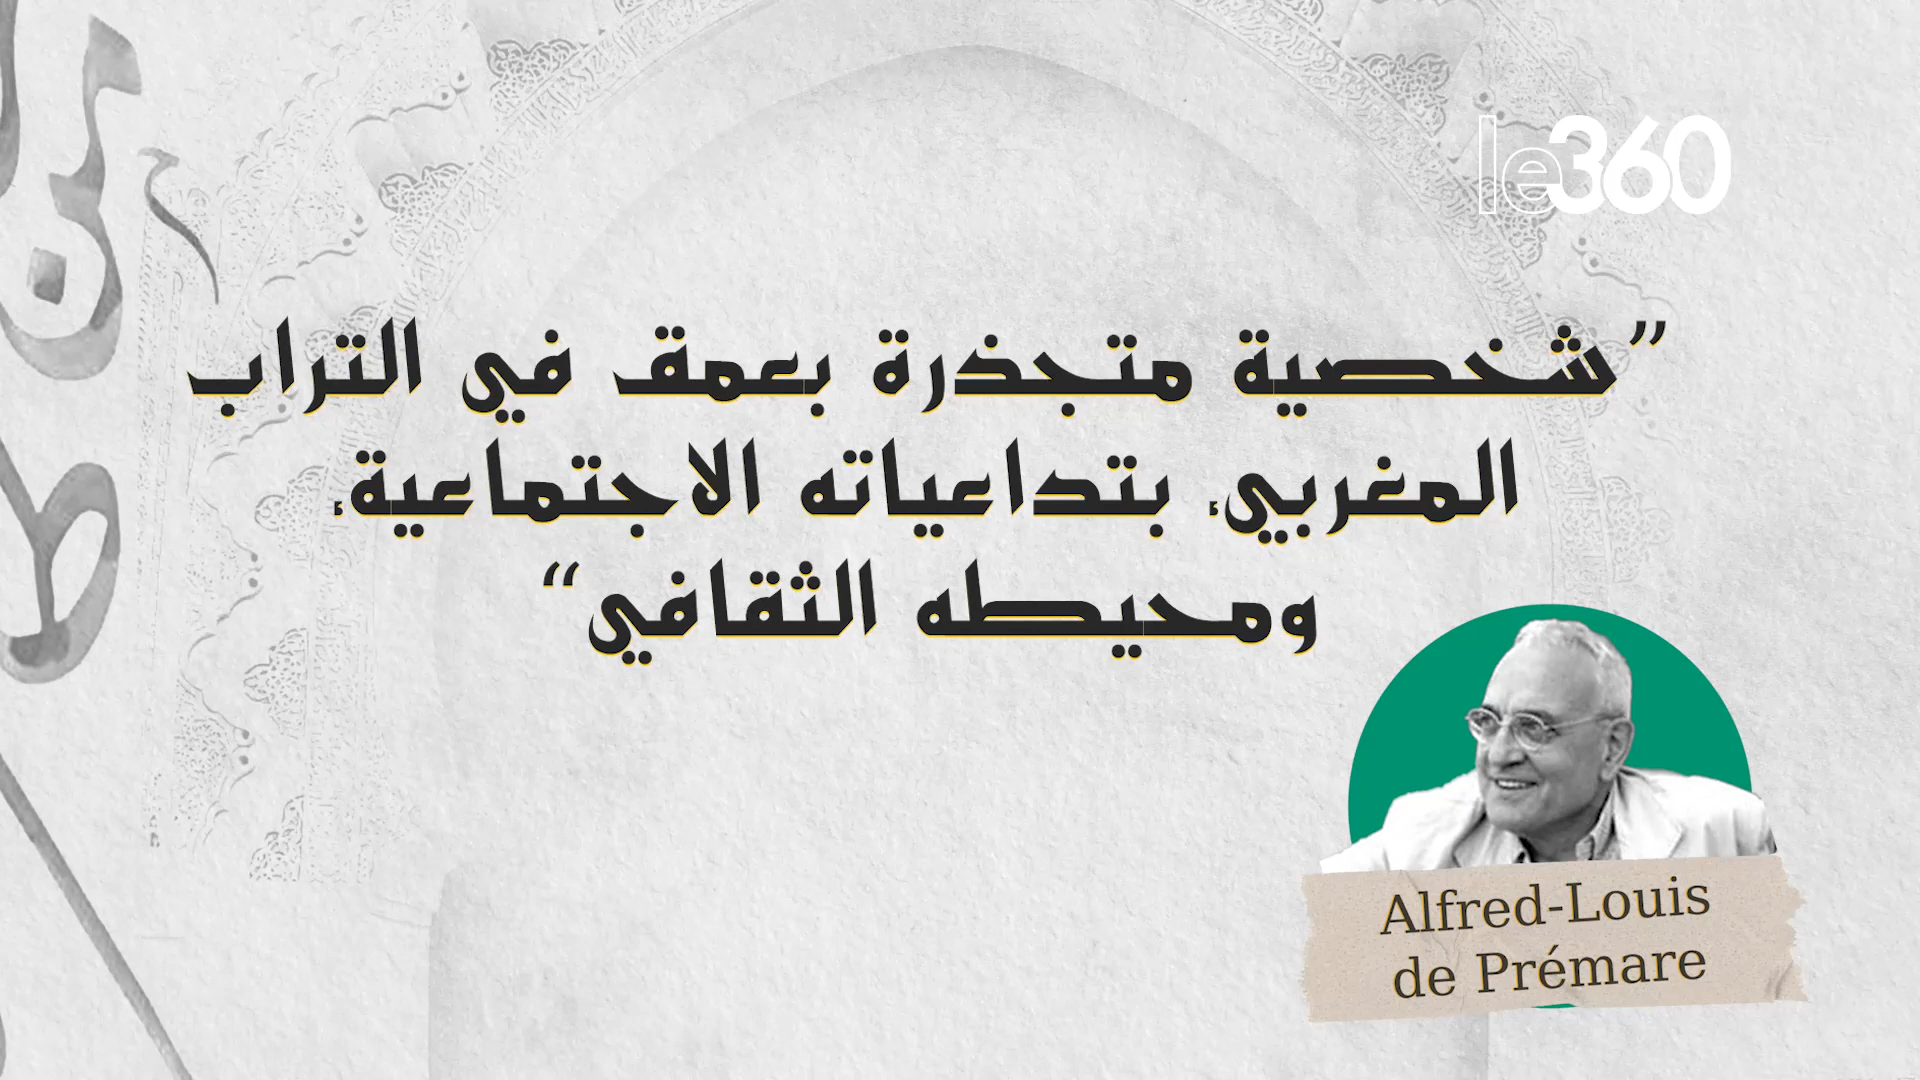 le360
”شخصية متجذرة بعمق في التراب
المغربي، بتداعياته الاجتماعية،
ومحيطه الثقافي“
Alfred-Louis
de Prémare